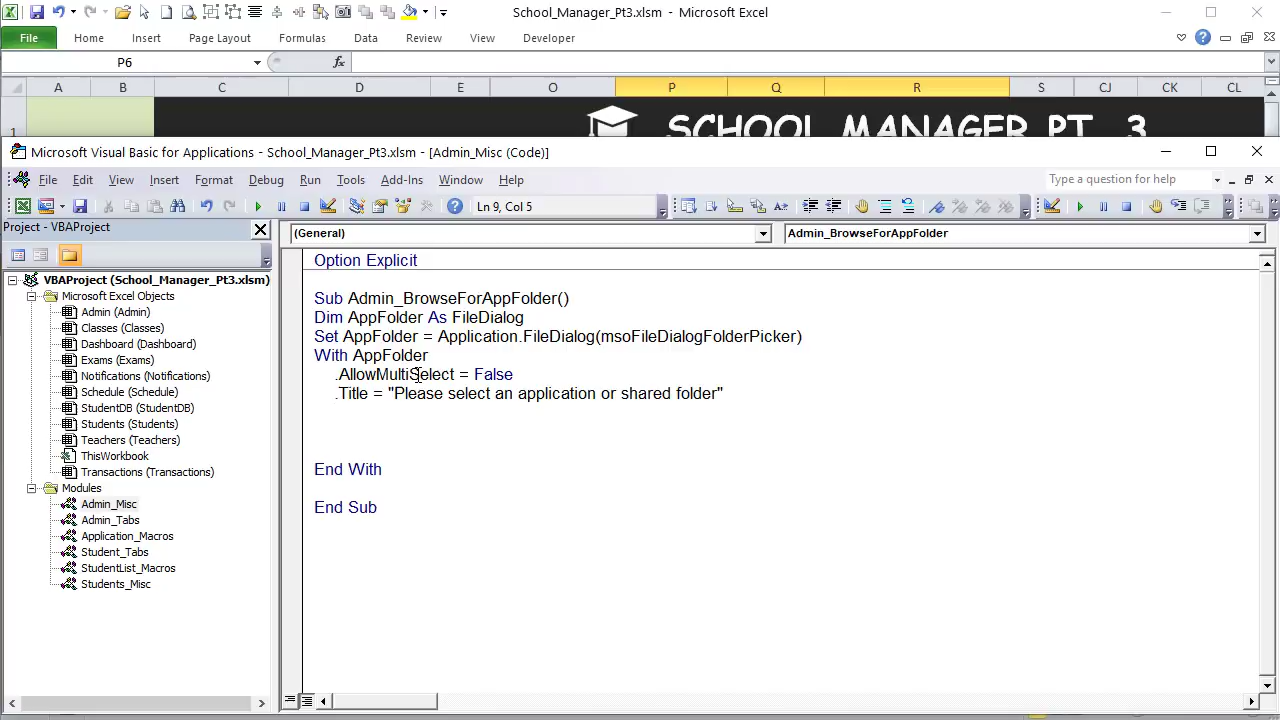 School_Manager_Pt3.xlsm - Microsoft Excel
File Home Insert Page Layout Formulas Data Review View Developer
P6 fx
A B C D E O P Q R S CJ CK CL
1 SCHOOL MANAGER PT. 3
Microsoft Visual Basic for Applications - School_Manager_Pt3.xlsm - [Admin_Misc (Code)]
File Edit View Insert Format Debug Run Tools Add-Ins Window Help Type a question for help
Ln 9, Col 5
Project - VBAProject
(General) Admin_BrowseForAppFolder
VBAProject (School_Manager_Pt3.xlsm)
Microsoft Excel Objects
Admin (Admin)
Classes (Classes)
Dashboard (Dashboard)
Exams (Exams)
Notifications (Notifications)
Schedule (Schedule)
StudentDB (StudentDB)
Students (Students)
Teachers (Teachers)
ThisWorkbook
Transactions (Transactions)
Modules
Admin_Misc
Admin_Tabs
Application_Macros
Student_Tabs
StudentList_Macros
Students_Misc
Option Explicit
Sub Admin_BrowseForAppFolder()
Dim AppFolder As FileDialog
Set AppFolder = Application.FileDialog(msoFileDialogFolderPicker)
With AppFolder
.AllowMultiSelect = False
.Title = "Please select an application or shared folder"
End With
End Sub